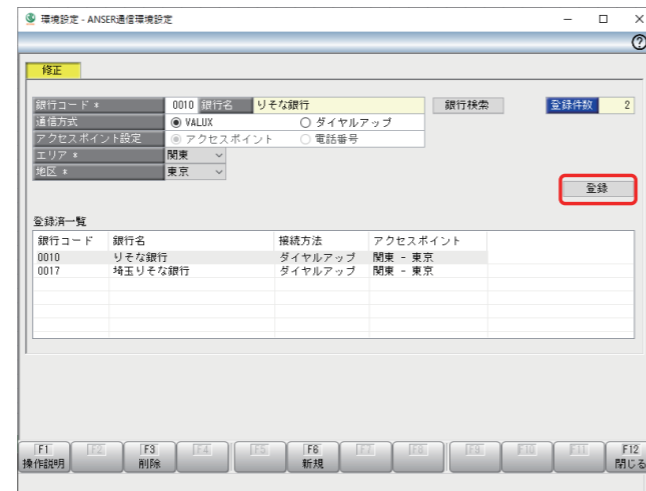 環境設定 - ANSER通信環境設定
修正
銀行コード * 0010 銀行名 りそな銀行 銀行検索 登録件数 2
通信方式 VALUX ダイヤルアップ
アクセスポイント設定 アクセスポイント 電話番号
エリア * 関東
地区 * 東京
登録
登録済一覧
銀行コード 銀行名 接続方法 アクセスポイント
0010 りそな銀行 ダイヤルアップ 関東 - 東京
0017 埼玉りそな銀行 ダイヤルアップ 関東 - 東京
F1 F2 F3 F4 F5 F6 F7 F8 F9 F10 F11 F12
操作説明 削除 新規 閉じる